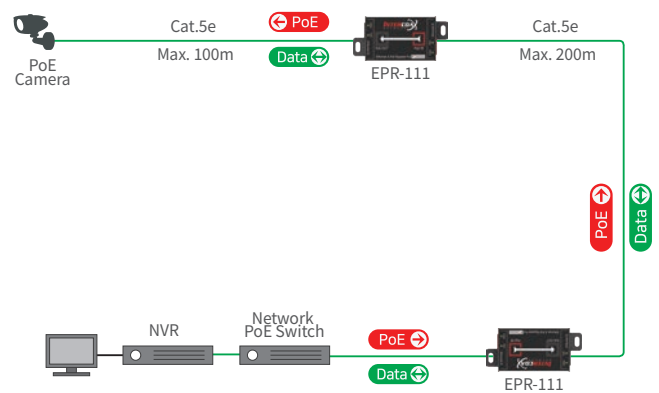 Cat.5e
PoE
Cat.5e
Max. 100m
Data
Max. 200m
PoE
Camera
EPR-111
PoE
Data
NVR
Network
PoE Switch
PoE
Data
EPR-111